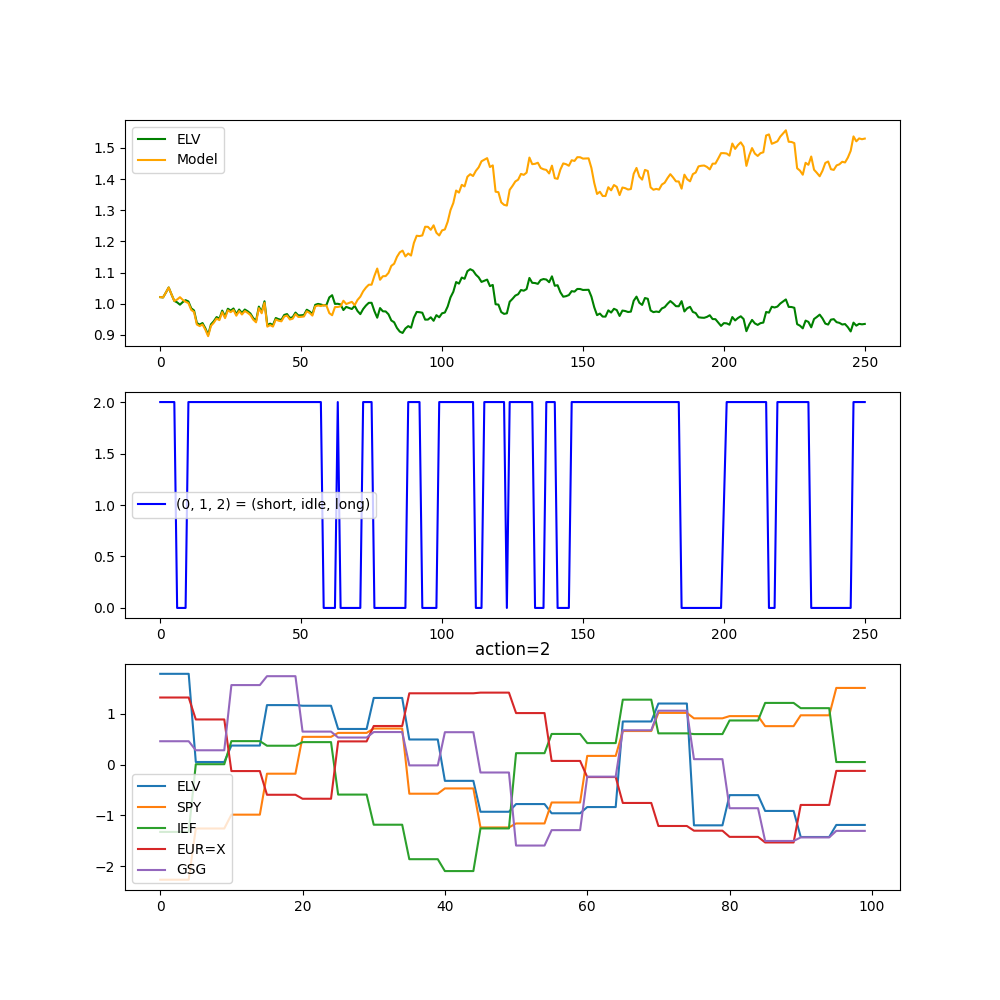 ELV
Model
1.5
1.4
1.3
1.2
1.1
1.0
0.9
0 50 100 150 200 250
2.0
1.5
1.0
0.5
0.0
(0, 1, 2) = (short, idle, long)
0 50 100 150 200 250
action=2
1
0
−1
−2
ELV
SPY
IEF
EUR=X
GSG
0 20 40 60 80 100